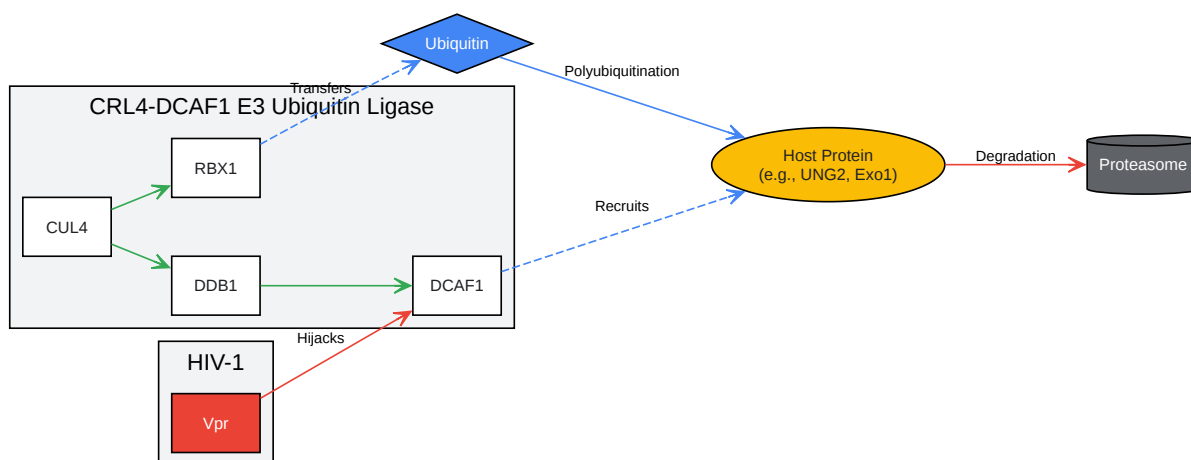 Ubiquitin
Polyubiquitination
Transfers
CRL4-DCAF1 E3 Ubiquitin Ligase
RBX1
Host Protein
(e.g., UNG2, Exo1)
Degradation
Proteasome
CUL4
Recruits
DDB1
DCAF1
Hijacks
HIV-1
Vpr